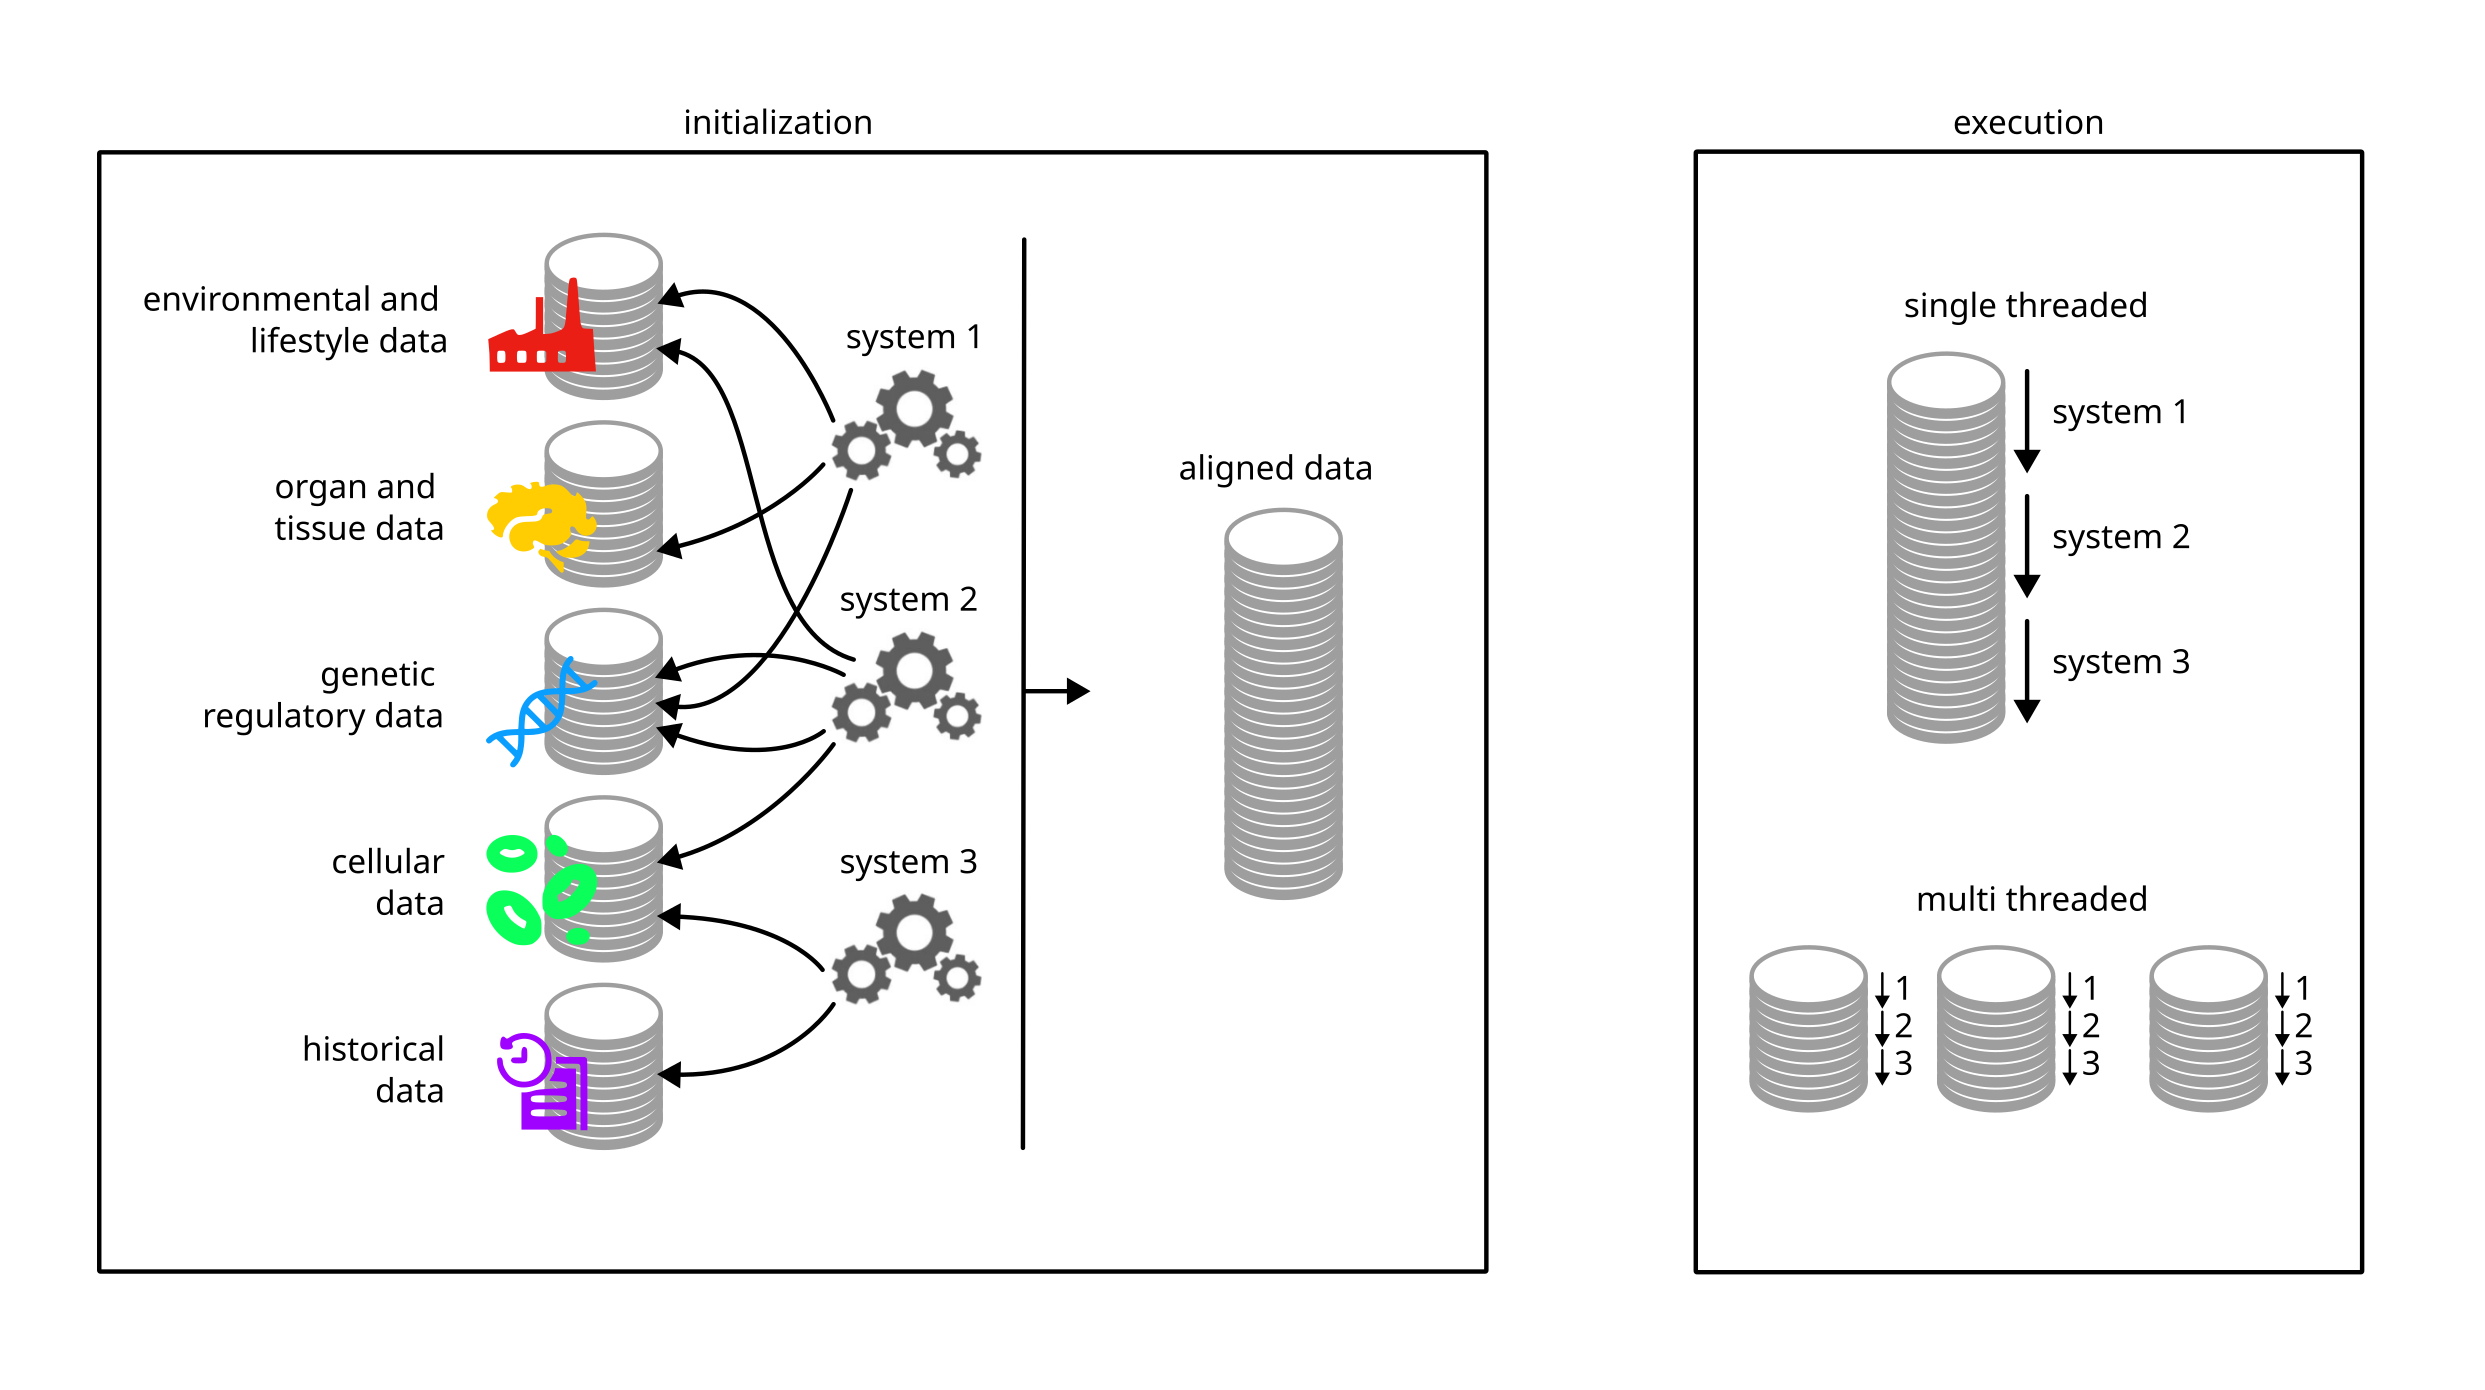 initialization
environmental and
lifestyle data
organ and
tissue data
genetic
regulatory data
cellular
data
historical
data
system 1
system 2
system 3
aligned data
execution
single threaded
system 1
system 2
system 3
multi threaded
1
2
3
1
2
3
1
2
3